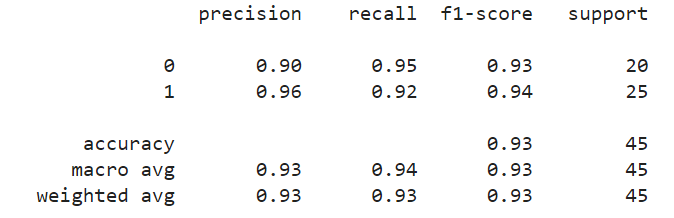 precision recall f1-score support
0 0.90 0.95 0.93 20
1 0.96 0.92 0.94 25
accuracy 0.93 45
macro avg 0.93 0.94 0.93 45
weighted avg 0.93 0.93 0.93 45